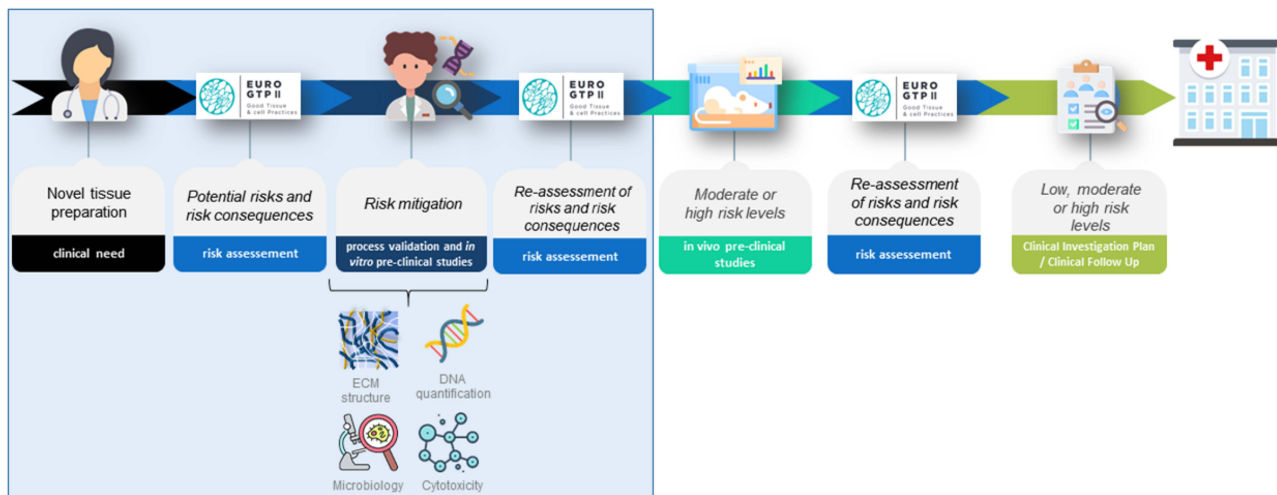 EURO
GTP II
Good Tissue
& cell Practices
EURO
GTP II
Good Tissue
& cell Practices
EURO
GTP II
Good Tissue
& cell Practices
Novel tissue
preparation
clinical need
Potential risks and
risk consequences
risk assessement
Risk mitigation
process validation and in
vitro pre-clinical studies
Re-assessment of
risks and risk
consequences
risk assessement
Moderate or
high risk levels
in vivo pre-clinical
studies
Re-assessment
of risks and risk
consequences
risk assessement
Low, moderate
or high risk
levels
Clinical Investigation Plan
/ Clinical Follow Up
ECM
structure
DNA
quantification
Microbiology
Cytotoxicity